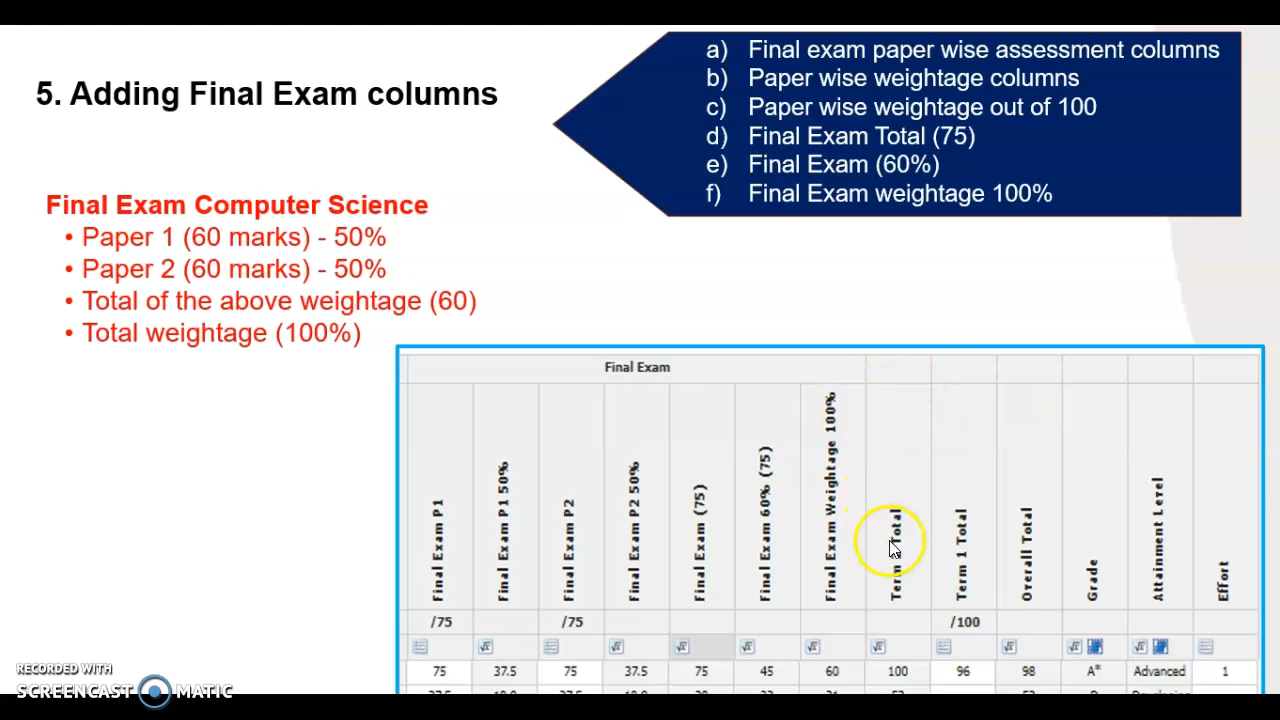 5. Adding Final Exam columns
a) Final exam paper wise assessment columns
b) Paper wise weightage columns
c) Paper wise weightage out of 100
d) Final Exam Total (75)
e) Final Exam (60%)
f) Final Exam weightage 100%
Final Exam Computer Science
• Paper 1 (60 marks) - 50%
• Paper 2 (60 marks) - 50%
• Total of the above weightage (60)
• Total weightage (100%)
Final Exam
Final Exam P1
Final Exam P1 50%
Final Exam P2
Final Exam P2 50%
Final Exam (75)
Final Exam 60% (75)
Final Exam Weightage 100%
Term Total
Term 1 Total
Overall Total
Grade
Attainment Level
Effort
/75 /75 /100
75 37.5 75 37.5 75 45 60 100 96 98 A* Advanced 1
RECORDED WITH
SCREENCAST MATIC